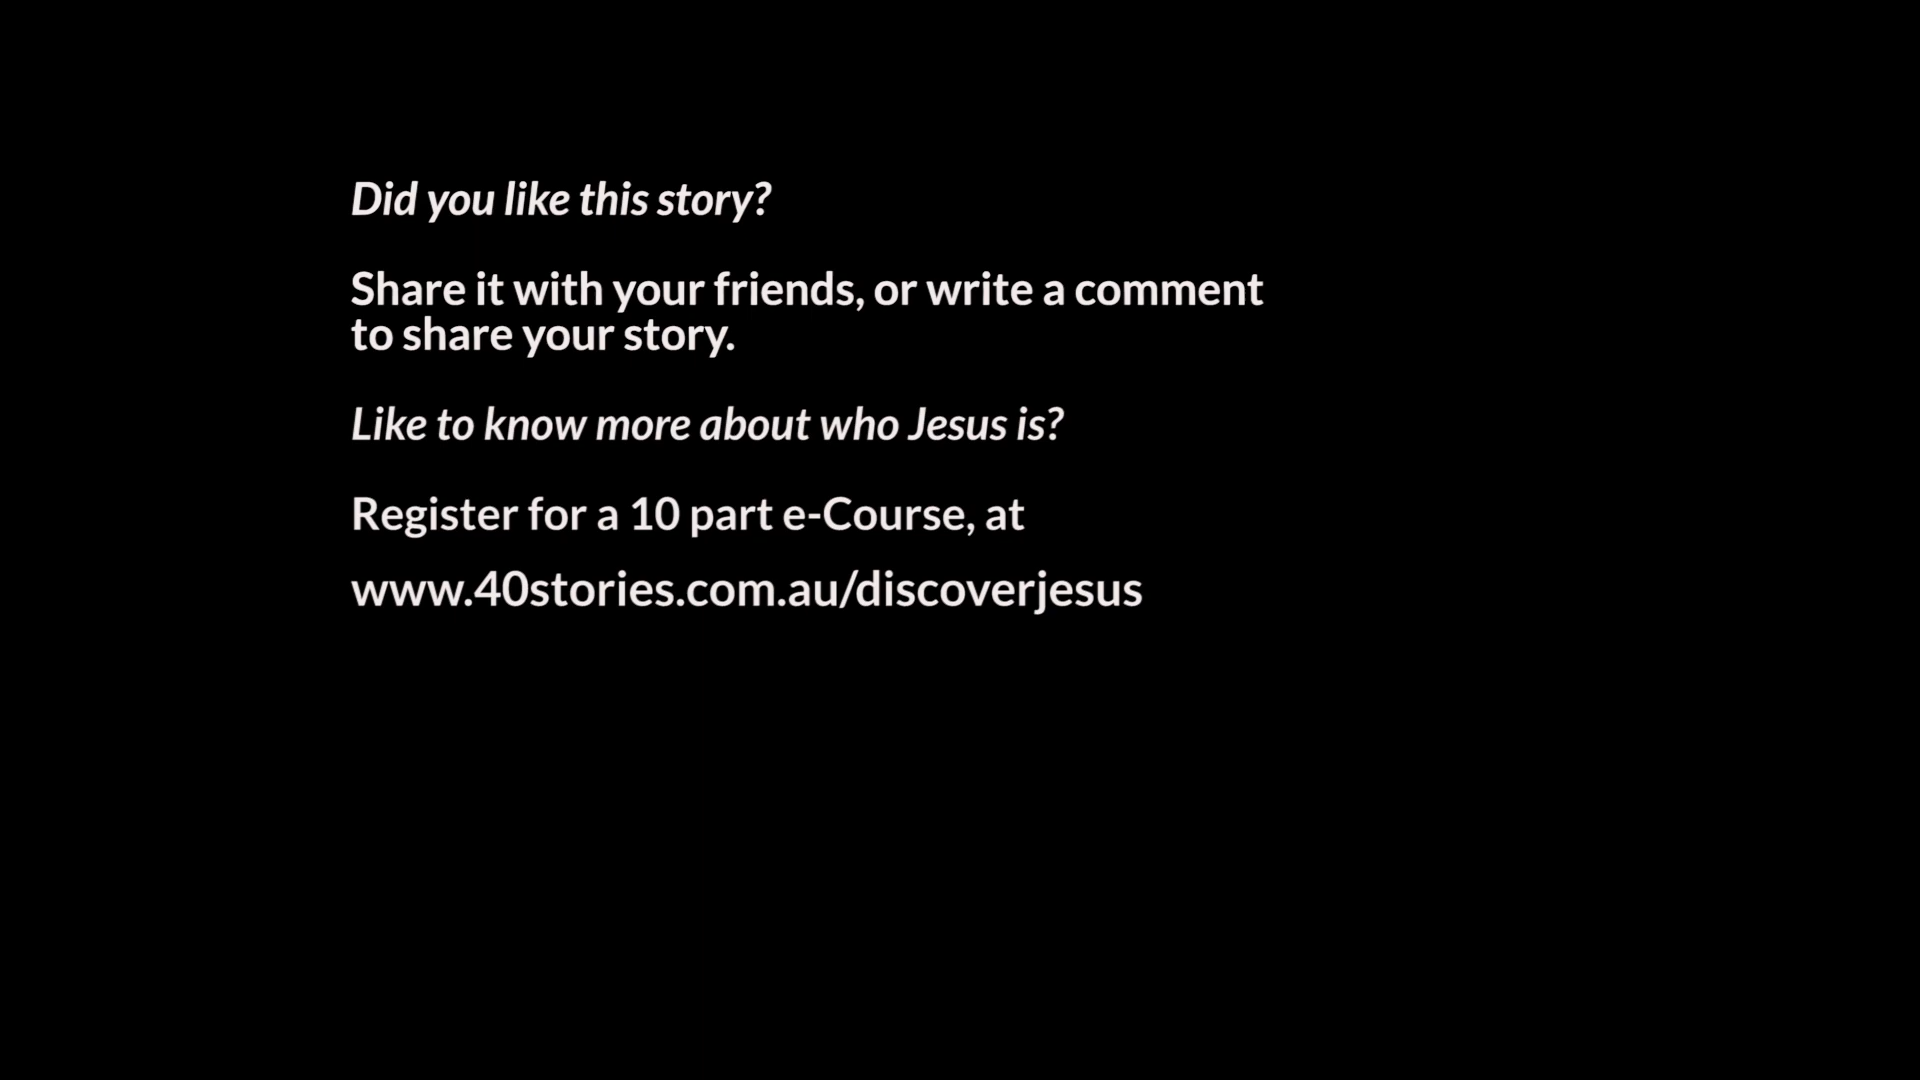 Did you like this story?
Share it with your friends, or write a comment
to share your story.
Like to know more about who Jesus is?
Register for a 10 part e-Course, at
www.40stories.com.au/discoverjesus